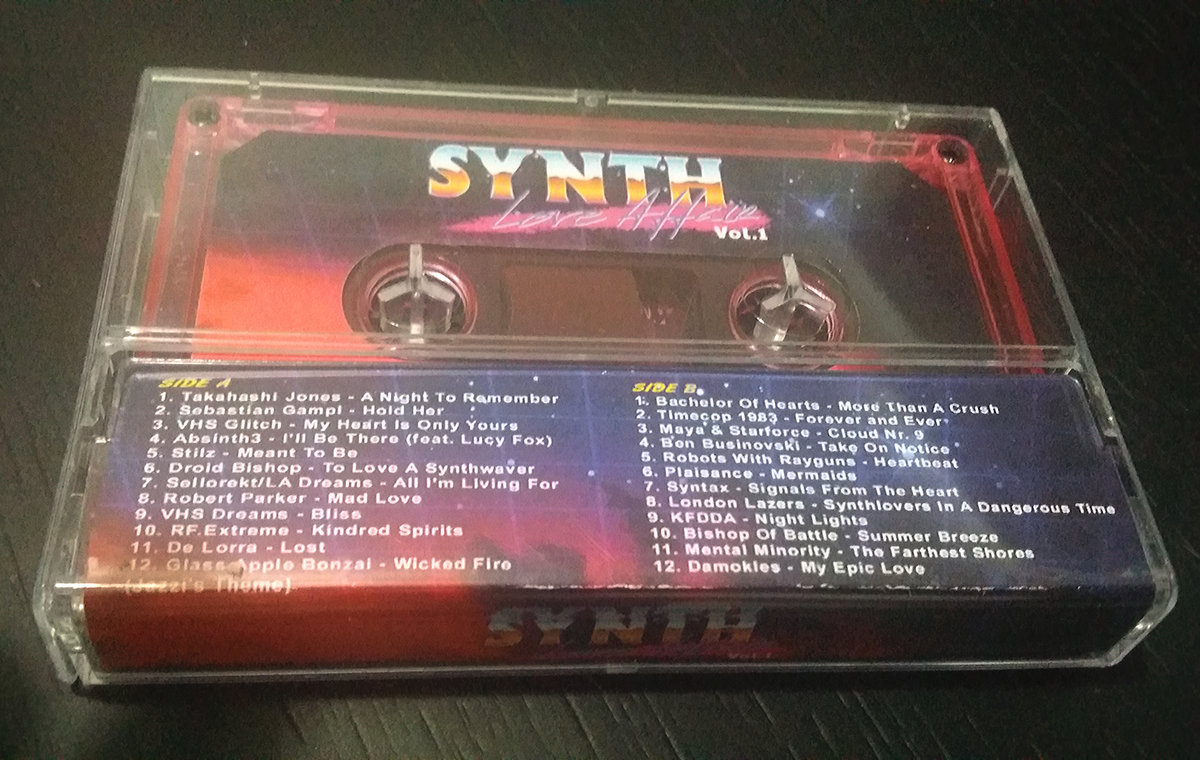 SYNTH
Love Affair
Vol.1
SIDE A
1. Takahashi Jones - A Night To Remember
2. Sebastian Gampl - Hold Her
3. VHS Glitch - My Heart Is Only Yours
4. Absinth3 - I'll Be There (feat. Lucy Fox)
5. Stilz - Meant To Be
6. Droid Bishop - To Love A Synthwaver
7. Sellorekt/LA Dreams - All I'm Living For
8. Robert Parker - Mad Love
9. VHS Dreams - Bliss
10. RF.Extreme - Kindred Spirits
11. De Lorra - Lost
12. Glass Apple Bonzai - Wicked Fire
(Jazzi's Theme)
SIDE B
1. Bachelor Of Hearts - More Than A Crush
2. Timecop 1983 - Forever and Ever
3. Maya & Starforce - Cloud Nr. 9
4. Ben Businovski - Take On Notice
5. Robots With Rayguns - Heartbeat
6. Plaisance - Mermaids
7. Syntax - Signals From The Heart
8. London Lazers - Synthlovers In A Dangerous Time
9. KFDDA - Night Lights
10. Bishop Of Battle - Summer Breeze
11. Mental Minority - The Farthest Shores
12. Damokles - My Epic Love
SYNTH
Vol.1